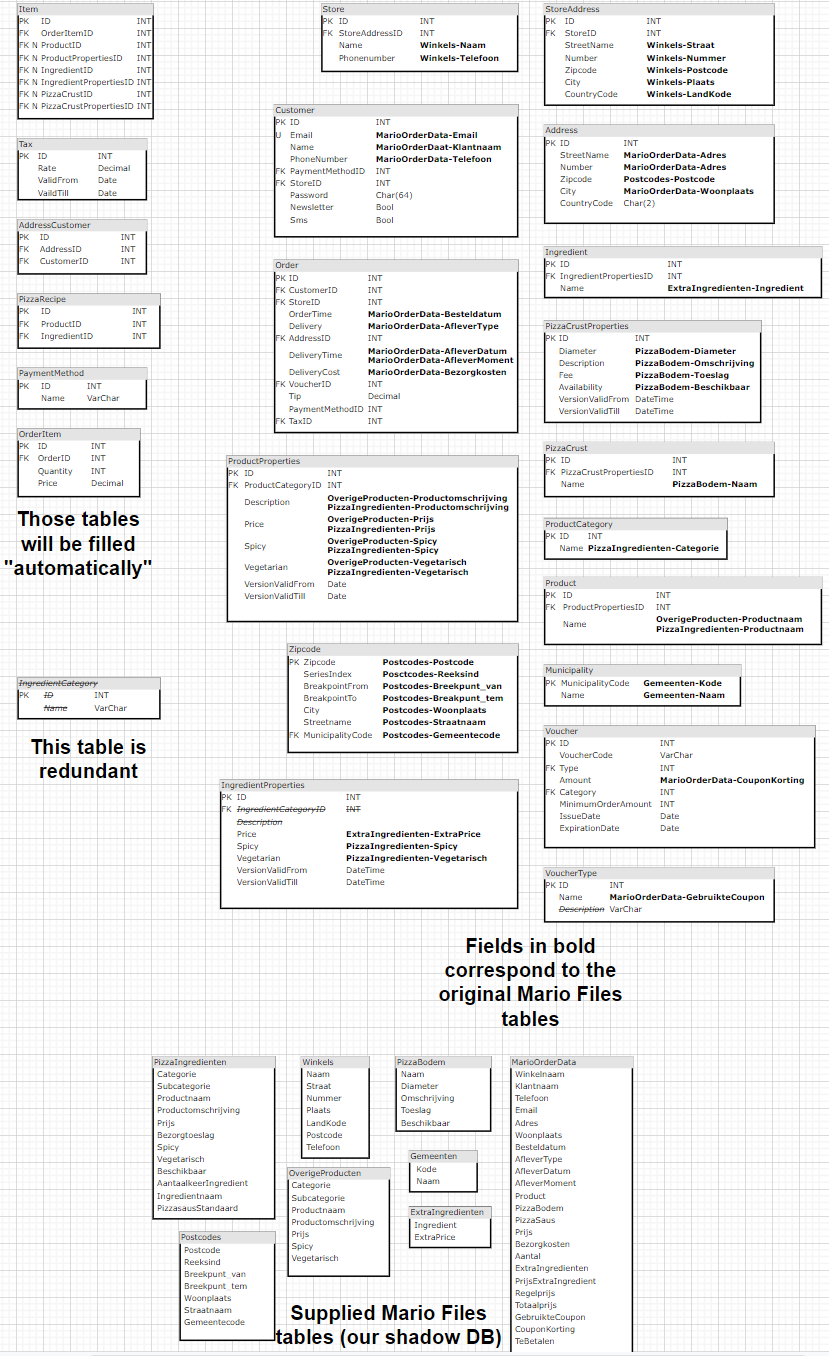 Item
PK ID INT
FK OrderItemID INT
FK N ProductID INT
FK N ProductPropertiesID INT
FK N IngredientID INT
FK N IngredientPropertiesID INT
FK N PizzaCrustID INT
FK N PizzaCrustPropertiesID INT
Tax
PK ID INT
Rate Decimal
ValidFrom Date
VaildTill Date
AddressCustomer
PK ID INT
FK AddressID INT
FK CustomerID INT
PizzaRecipe
PK ID INT
FK ProductID INT
FK IngredientID INT
PaymentMethod
PK ID INT
Name VarChar
OrderItem
PK ID INT
FK OrderID INT
Quantity INT
Price Decimal
Those tables
will be filled
"automatically"
IngredientCategory
PK ID INT
Name VarChar
This table is
redundant
Store
PK ID INT
FK StoreAddressID INT
Name Winkels-Naam
Phonenumber Winkels-Telefoon
Customer
PK ID INT
U Email MarioOrderData-Email
Name MarioOrderDaat-Klantnaam
PhoneNumber MarioOrderData-Telefoon
FK PaymentMethodID INT
FK StoreID INT
Password Char(64)
Newsletter Bool
Sms Bool
Order
PK ID INT
FK CustomerID INT
FK StoreID INT
OrderTime MarioOrderData-Besteldatum
Delivery MarioOrderData-AfleverType
FK AddressID INT
DeliveryTime MarioOrderData-AfleverDatum
MarioOrderData-AfleverMoment
DeliveryCost MarioOrderData-Bezorgkosten
FK VoucherID INT
Tip Decimal
PaymentMethodID INT
FK TaxID INT
ProductProperties
PK ID INT
FK ProductCategoryID INT
Description OverigeProducten-Productomschrijving
PizzaIngredienten-Productomschrijving
Price OverigeProducten-Prijs
PizzaIngredienten-Prijs
Spicy OverigeProducten-Spicy
PizzaIngredienten-Spicy
Vegetarian OverigeProducten-Vegetarisch
PizzaIngredienten-Vegetarisch
VersionValidFrom Date
VersionValidTill Date
Zipcode
PK Zipcode Postcodes-Postcode
SeriesIndex Posctcodes-Reeksind
BreakpointFrom Postcodes-Breekpunt_van
BreakpointTo Postcodes-Breekpunt_tem
City Postcodes-Woonplaats
Streetname Postcodes-Straatnaam
FK MunicipalityCode Postcodes-Gemeentecode
IngredientProperties
PK ID INT
FK IngredientCategoryID INT
Description
Price ExtraIngredienten-ExtraPrice
Spicy PizzaIngredienten-Spicy
Vegetarian PizzaIngredienten-Vegetarisch
VersionValidFrom DateTime
VersionValidTill DateTime
StoreAddress
PK ID INT
FK StoreID INT
StreetName Winkels-Straat
Number Winkels-Nummer
Zipcode Winkels-Postcode
City Winkels-Plaats
CountryCode Winkels-LandKode
Address
PK ID INT
StreetName MarioOrderData-Adres
Number MarioOrderData-Adres
Zipcode Postcodes-Postcode
City MarioOrderData-Woonplaats
CountryCode Char(2)
Ingredient
PK ID INT
FK IngredientPropertiesID INT
Name ExtraIngredienten-Ingredient
PizzaCrustProperties
PK ID INT
Diameter PizzaBodem-Diameter
Description PizzaBodem-Omschrijving
Fee PizzaBodem-Toeslag
Availability PizzaBodem-Beschikbaar
VersionValidFrom DateTime
VersionValidTill DateTime
PizzaCrust
PK ID INT
FK PizzaCrustPropertiesID INT
Name PizzaBodem-Naam
ProductCategory
PK ID INT
Name PizzaIngredienten-Categorie
Product
PK ID INT
FK ProductPropertiesID INT
Name OverigeProducten-Productnaam
PizzaIngredienten-Productnaam
Municipality
PK MunicipalityCode Gemeenten-Kode
Name Gemeenten-Naam
Voucher
PK ID INT
VoucherCode VarChar
FK Type INT
Amount MarioOrderData-CouponKorting
FK Category INT
MinimumOrderAmount INT
IssueDate Date
ExpirationDate Date
VoucherType
PK ID INT
Name MarioOrderData-GebruikteCoupon
Description VarChar
Fields in bold
correspond to the
original Mario Files
tables
PizzaIngredienten
Categorie
Subcategorie
Productnaam
Productomschrijving
Prijs
Bezorgtoeslag
Spicy
Vegetarisch
Beschikbaar
AantaalkeerIngredient
Ingredientnaam
PizzasausStandaard
Postcodes
Postcode
Reeksind
Breekpunt_van
Breekpunt_tem
Woonplaats
Straatnaam
Gemeentecode
Winkels
Naam
Straat
Nummer
Plaats
LandKode
Postcode
Telefoon
OverigeProducten
Categorie
Subcategorie
Productnaam
Productomschrijving
Prijs
Spicy
Vegetarisch
PizzaBodem
Naam
Diameter
Omschrijving
Toeslag
Beschikbaar
Gemeenten
Kode
Naam
ExtraIngredienten
Ingredient
ExtraPrice
MarioOrderData
Winkelnaam
Klantnaam
Telefoon
Email
Adres
Woonplaats
Besteldatum
AfleverType
AfleverDatum
AfleverMoment
Product
PizzaBodem
PizzaSaus
Prijs
Bezorgkosten
Aantal
ExtraIngredienten
PrijsExtraIngredient
Regelprijs
Totaalprijs
GebruikteCoupon
CouponKorting
TeBetalen
Supplied Mario Files
tables (our shadow DB)